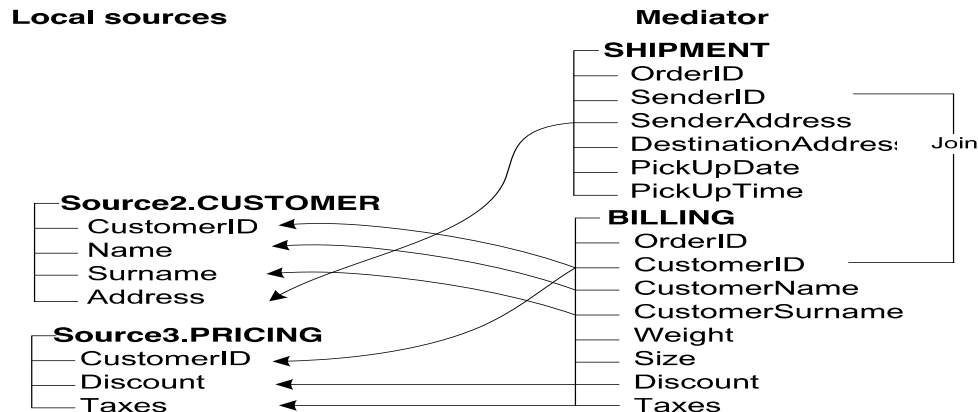 Local sources
Mediator
SHIPMENT
OrderID
SenderID
SenderAddress
DestinationAddres
Join
PickUpDate
PickUpTime
Source2.CUSTOMER
CustomerID
Name
Surname
Address
BILLING
OrderID
CustomerID
CustomerName
CustomerSurname
Weight
Size
Discount
Taxes
Source3.PRICING
CustomerID
Discount
Taxes